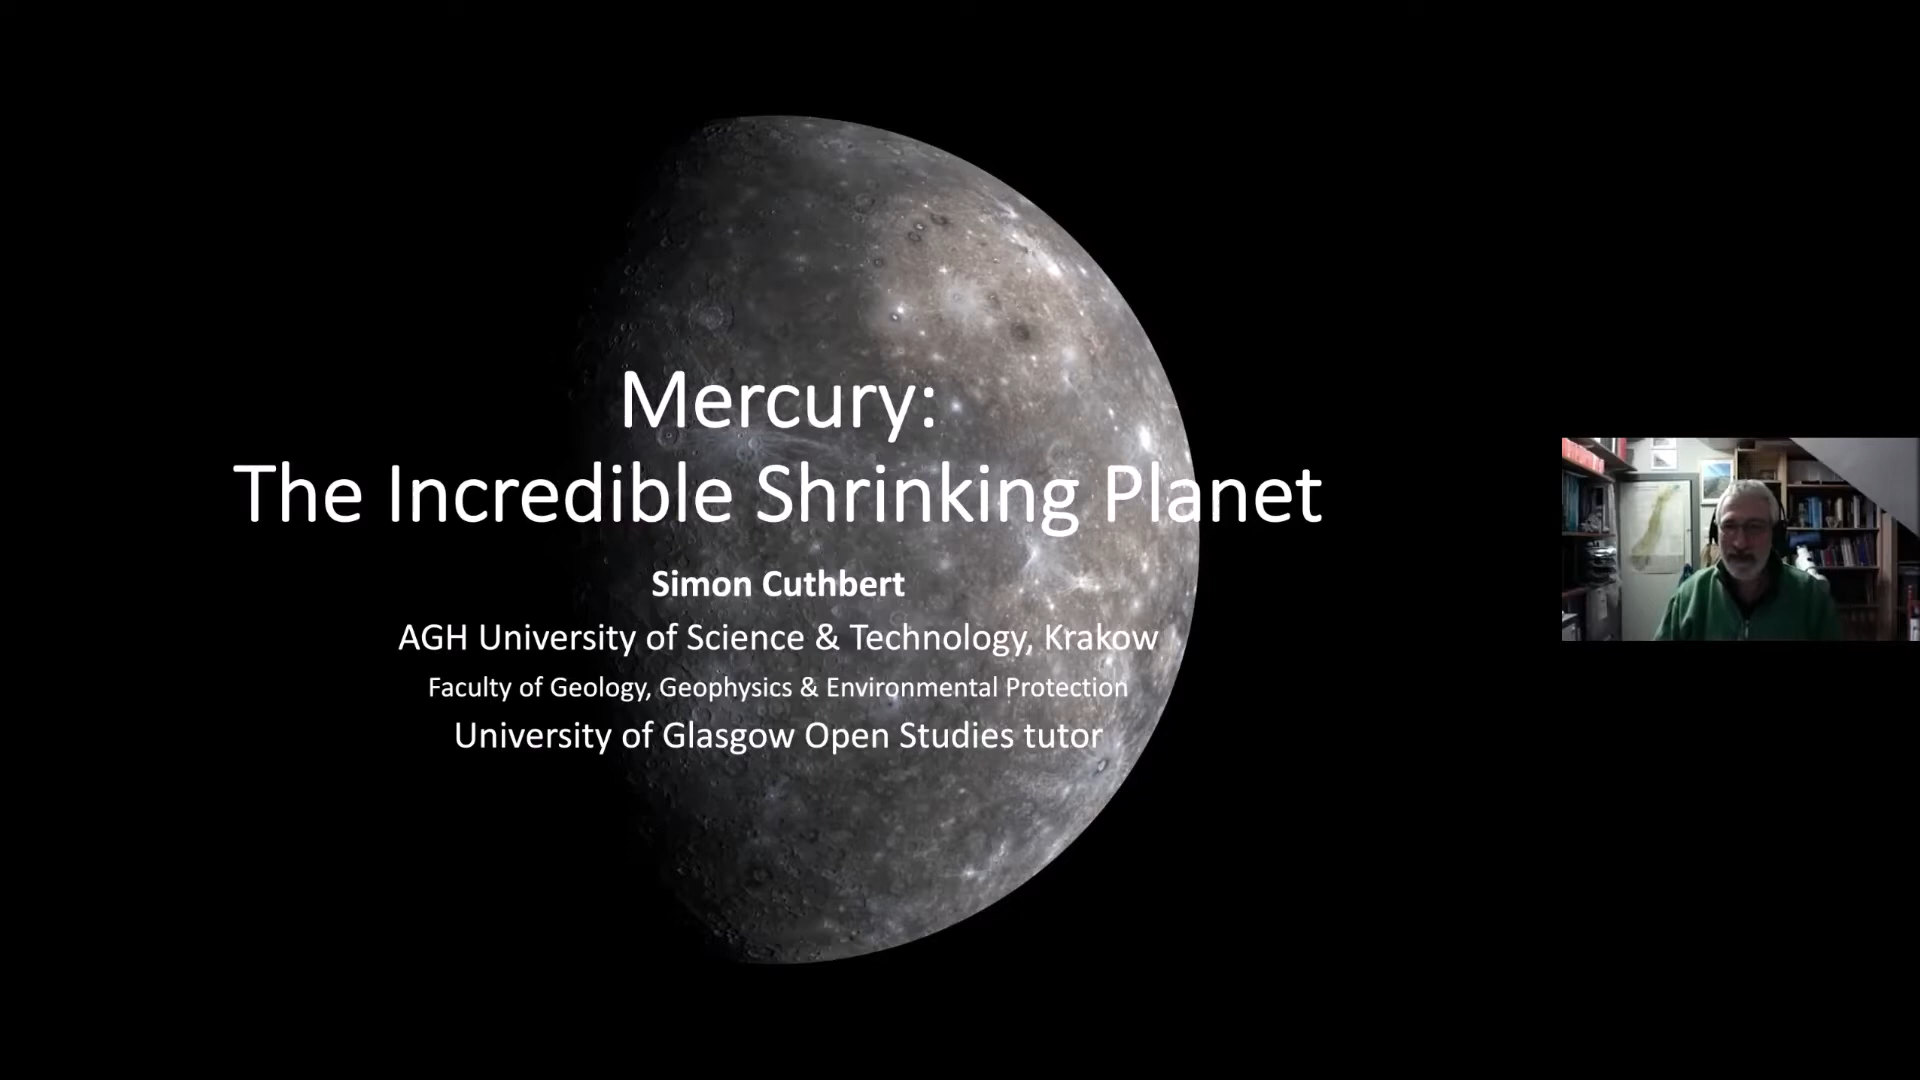 Mercury:
The Incredible Shrinking Planet
Simon Cuthbert
AGH University of Science & Technology, Krakow
Faculty of Geology, Geophysics & Environmental Protection
University of Glasgow Open Studies tutor